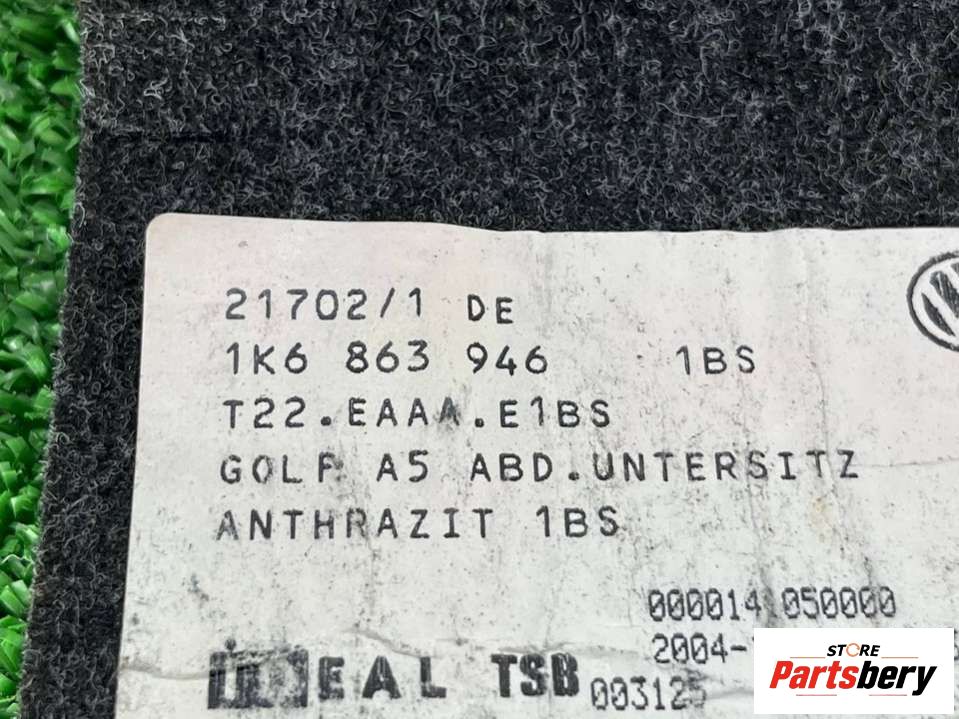 21702/1 DE
1K6 863 946 1BS
T22.EAAA.E1BS
GOLF A5 ABD.UNTERSITZ
ANTHRAZIT 1BS
000014 050000
2004-
EAL TSB 003125
STORE
Partsbery